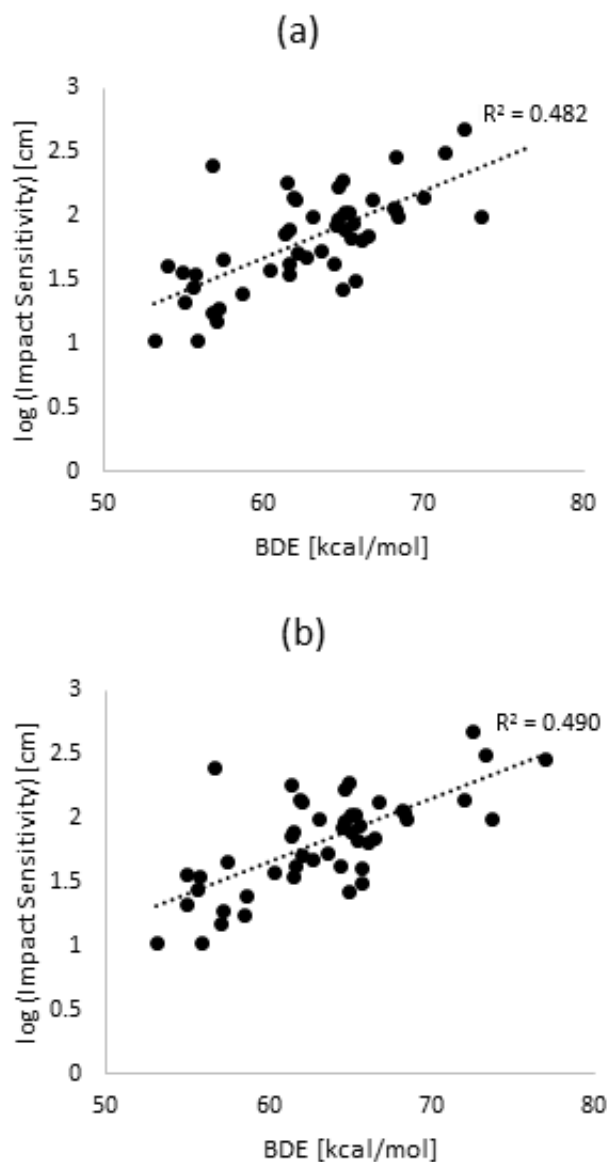 (a)
3
R² = 0.482
2.5
2
1.5
1
0.5
0
50 60 70 80
log (Impact Sensitivity) [cm]
BDE [kcal/mol]
(b)
3
R² = 0.490
2.5
2
1.5
1
0.5
0
50 60 70 80
log (Impact Sensitivity) [cm]
BDE [kcal/mol]